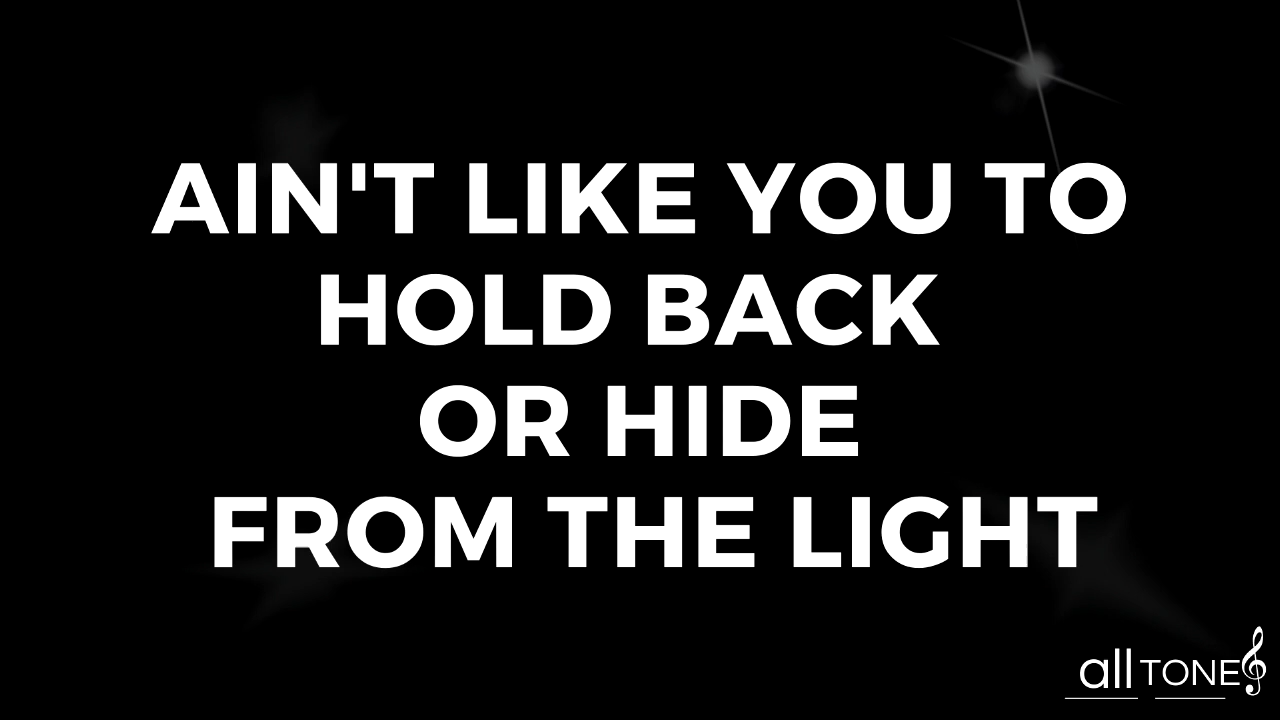 AIN'T LIKE YOU TO
HOLD BACK
OR HIDE
FROM THE LIGHT
all TONES